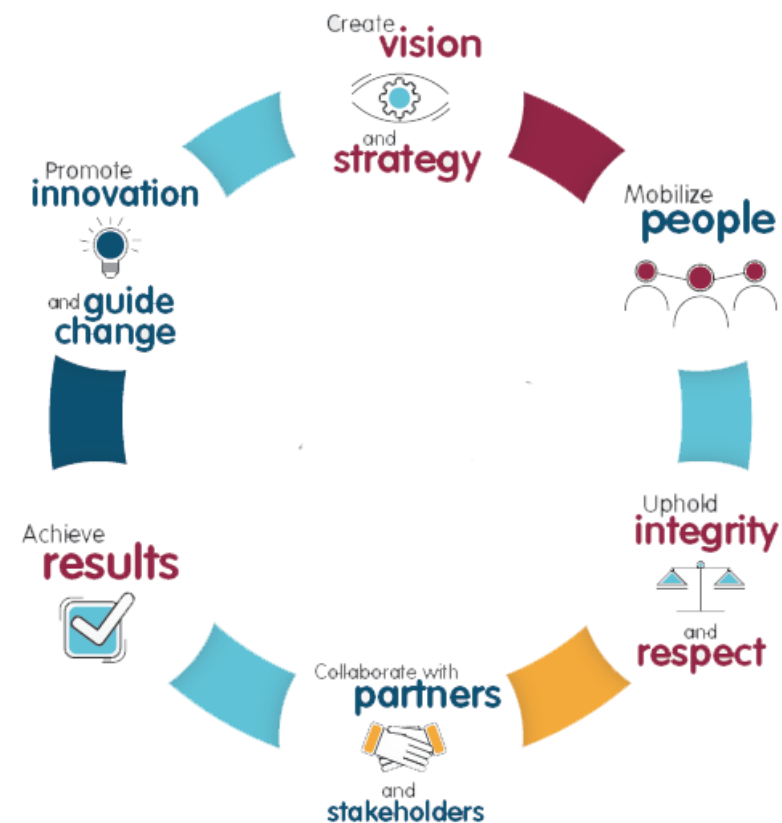 Create
vision
and
strategy
Mobilize
people
Uphold
integrity
and
respect
Collaborate with
partners
and
stakeholders
Achieve
results
Promote
innovation
and guide
change